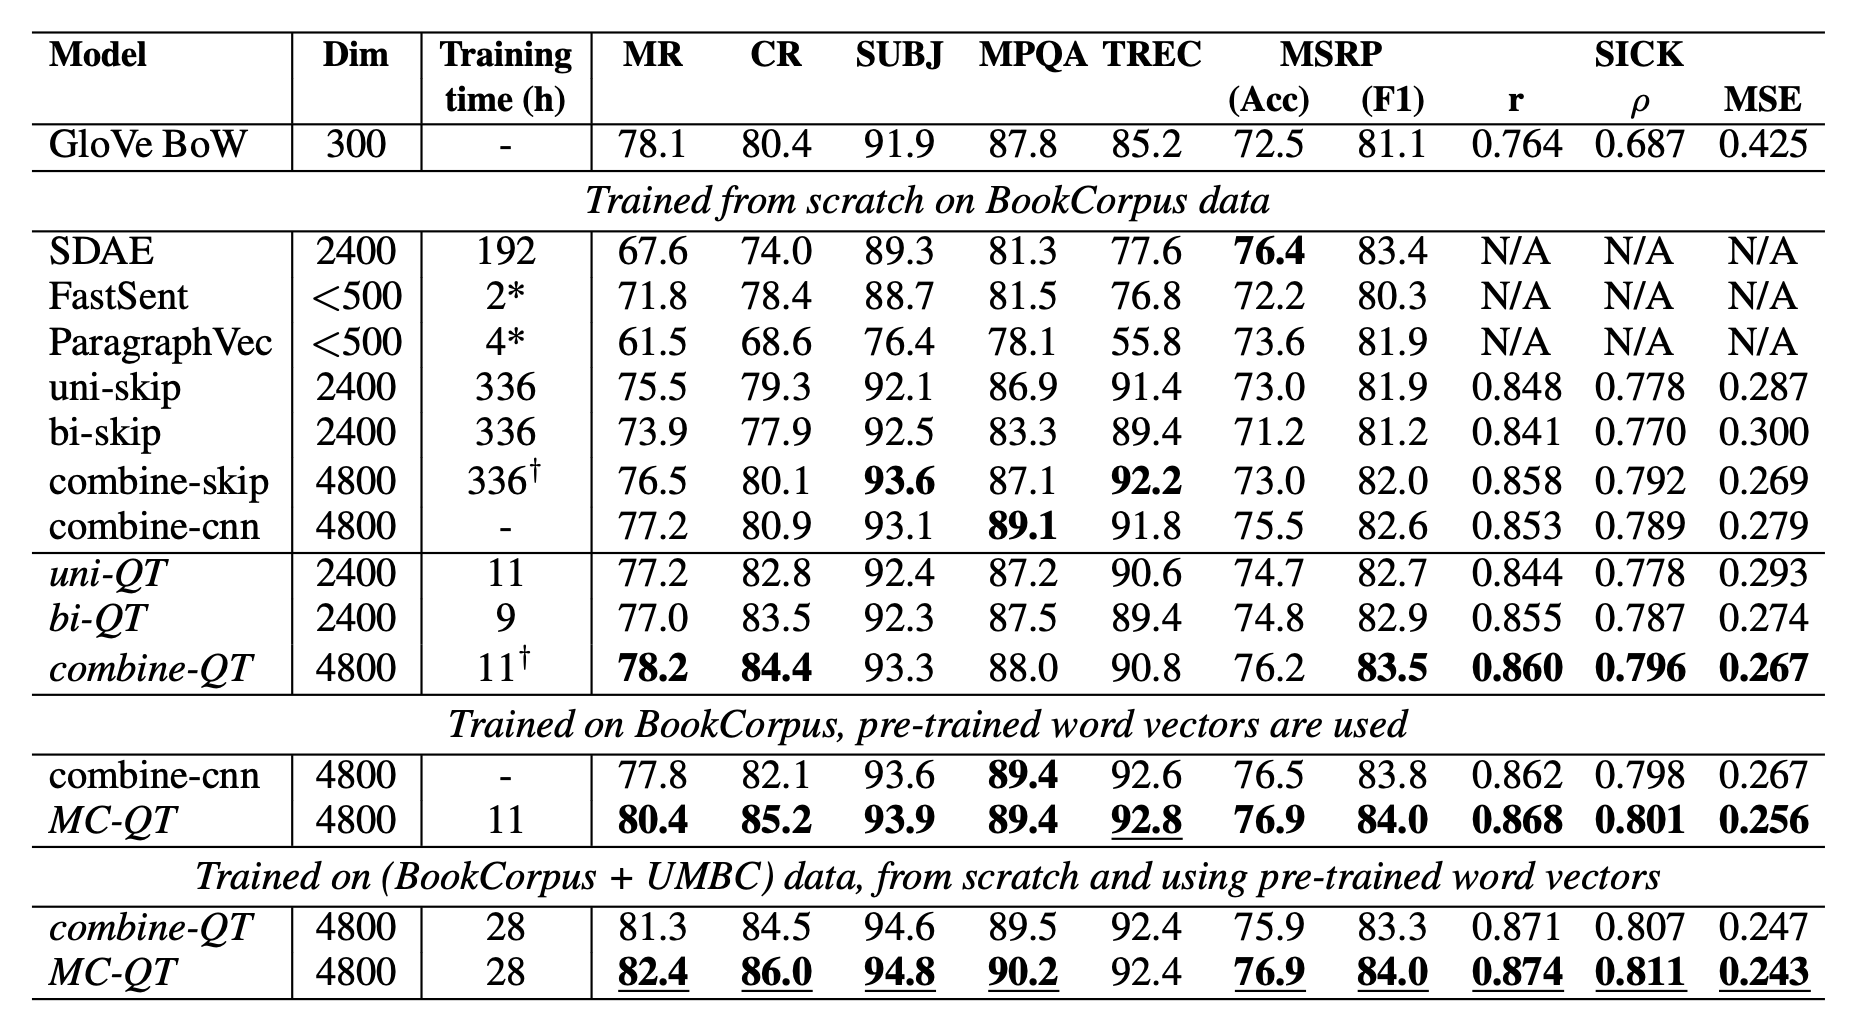 Model Dim Training MR CR SUBJ MPQA TREC MSRP SICK
time (h) (Acc) (F1) r ρ MSE
GloVe BoW 300 - 78.1 80.4 91.9 87.8 85.2 72.5 81.1 0.764 0.687 0.425
Trained from scratch on BookCorpus data
SDAE 2400 192 67.6 74.0 89.3 81.3 77.6 76.4 83.4 N/A N/A N/A
FastSent <500 2* 71.8 78.4 88.7 81.5 76.8 72.2 80.3 N/A N/A N/A
ParagraphVec <500 4* 61.5 68.6 76.4 78.1 55.8 73.6 81.9 N/A N/A N/A
uni-skip 2400 336 75.5 79.3 92.1 86.9 91.4 73.0 81.9 0.848 0.778 0.287
bi-skip 2400 336 73.9 77.9 92.5 83.3 89.4 71.2 81.2 0.841 0.770 0.300
combine-skip 4800 336† 76.5 80.1 93.6 87.1 92.2 73.0 82.0 0.858 0.792 0.269
combine-cnn 4800 - 77.2 80.9 93.1 89.1 91.8 75.5 82.6 0.853 0.789 0.279
uni-QT 2400 11 77.2 82.8 92.4 87.2 90.6 74.7 82.7 0.844 0.778 0.293
bi-QT 2400 9 77.0 83.5 92.3 87.5 89.4 74.8 82.9 0.855 0.787 0.274
combine-QT 4800 11† 78.2 84.4 93.3 88.0 90.8 76.2 83.5 0.860 0.796 0.267
Trained on BookCorpus, pre-trained word vectors are used
combine-cnn 4800 - 77.8 82.1 93.6 89.4 92.6 76.5 83.8 0.862 0.798 0.267
MC-QT 4800 11 80.4 85.2 93.9 89.4 92.8 76.9 84.0 0.868 0.801 0.256
Trained on (BookCorpus + UMBC) data, from scratch and using pre-trained word vectors
combine-QT 4800 28 81.3 84.5 94.6 89.5 92.4 75.9 83.3 0.871 0.807 0.247
MC-QT 4800 28 82.4 86.0 94.8 90.2 92.4 76.9 84.0 0.874 0.811 0.243